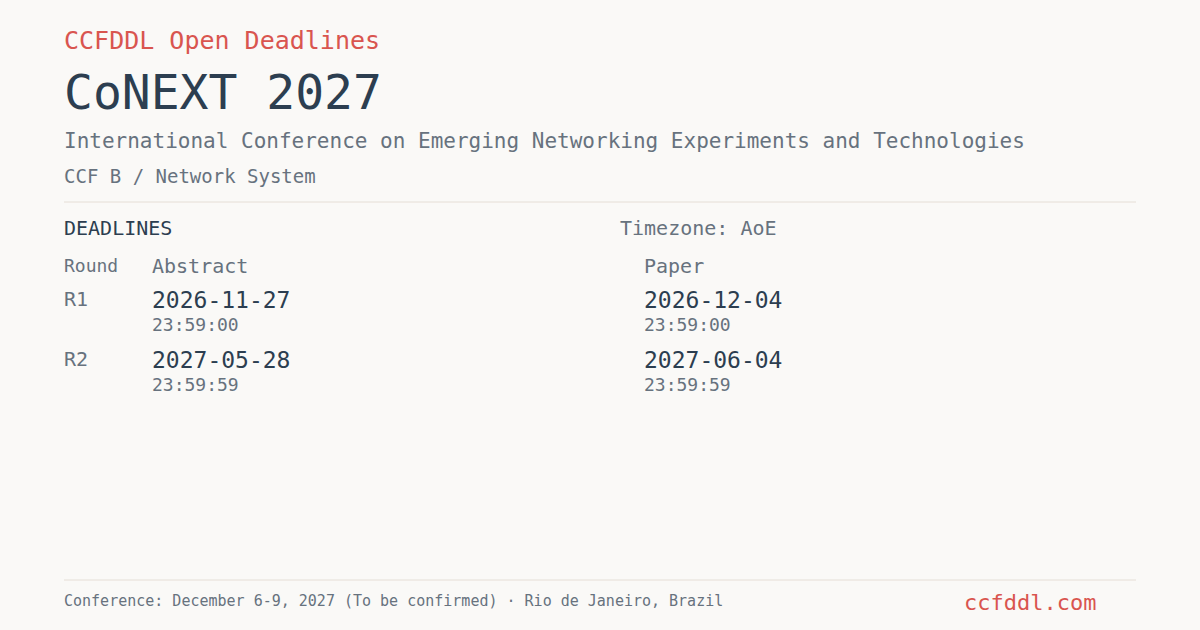 CCFDDL Open Deadlines
CoNEXT 2027
International Conference on Emerging Networking Experiments and Technologies
CCF B / Network System
DEADLINES Timezone: AoE
Round Abstract Paper
R1 2026-11-27 2026-12-04
23:59:00 23:59:00
R2 2027-05-28 2027-06-04
23:59:59 23:59:59
Conference: December 6-9, 2027 (To be confirmed) · Rio de Janeiro, Brazil ccfddl.com